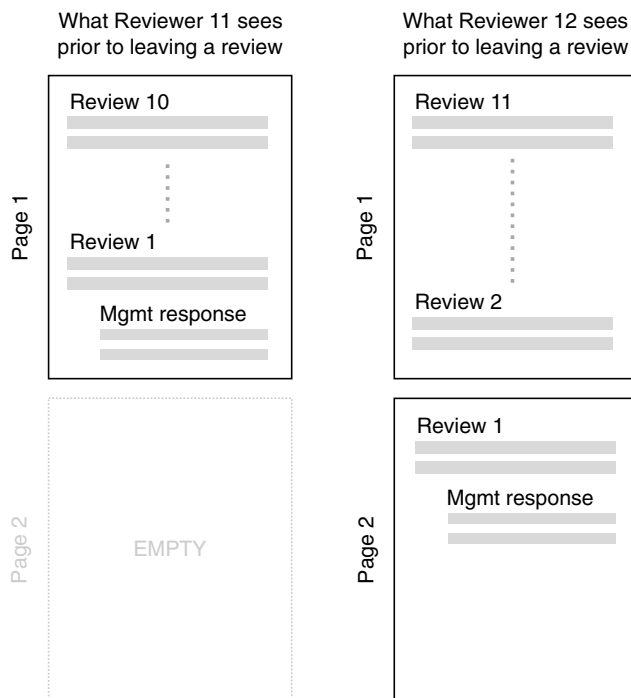 What Reviewer 11 sees
prior to leaving a review
Page 1
Review 10
Review 1
Mgmt response
Page 2
EMPTY
What Reviewer 12 sees
prior to leaving a review
Page 1
Review 11
Review 2
Page 2
Review 1
Mgmt response